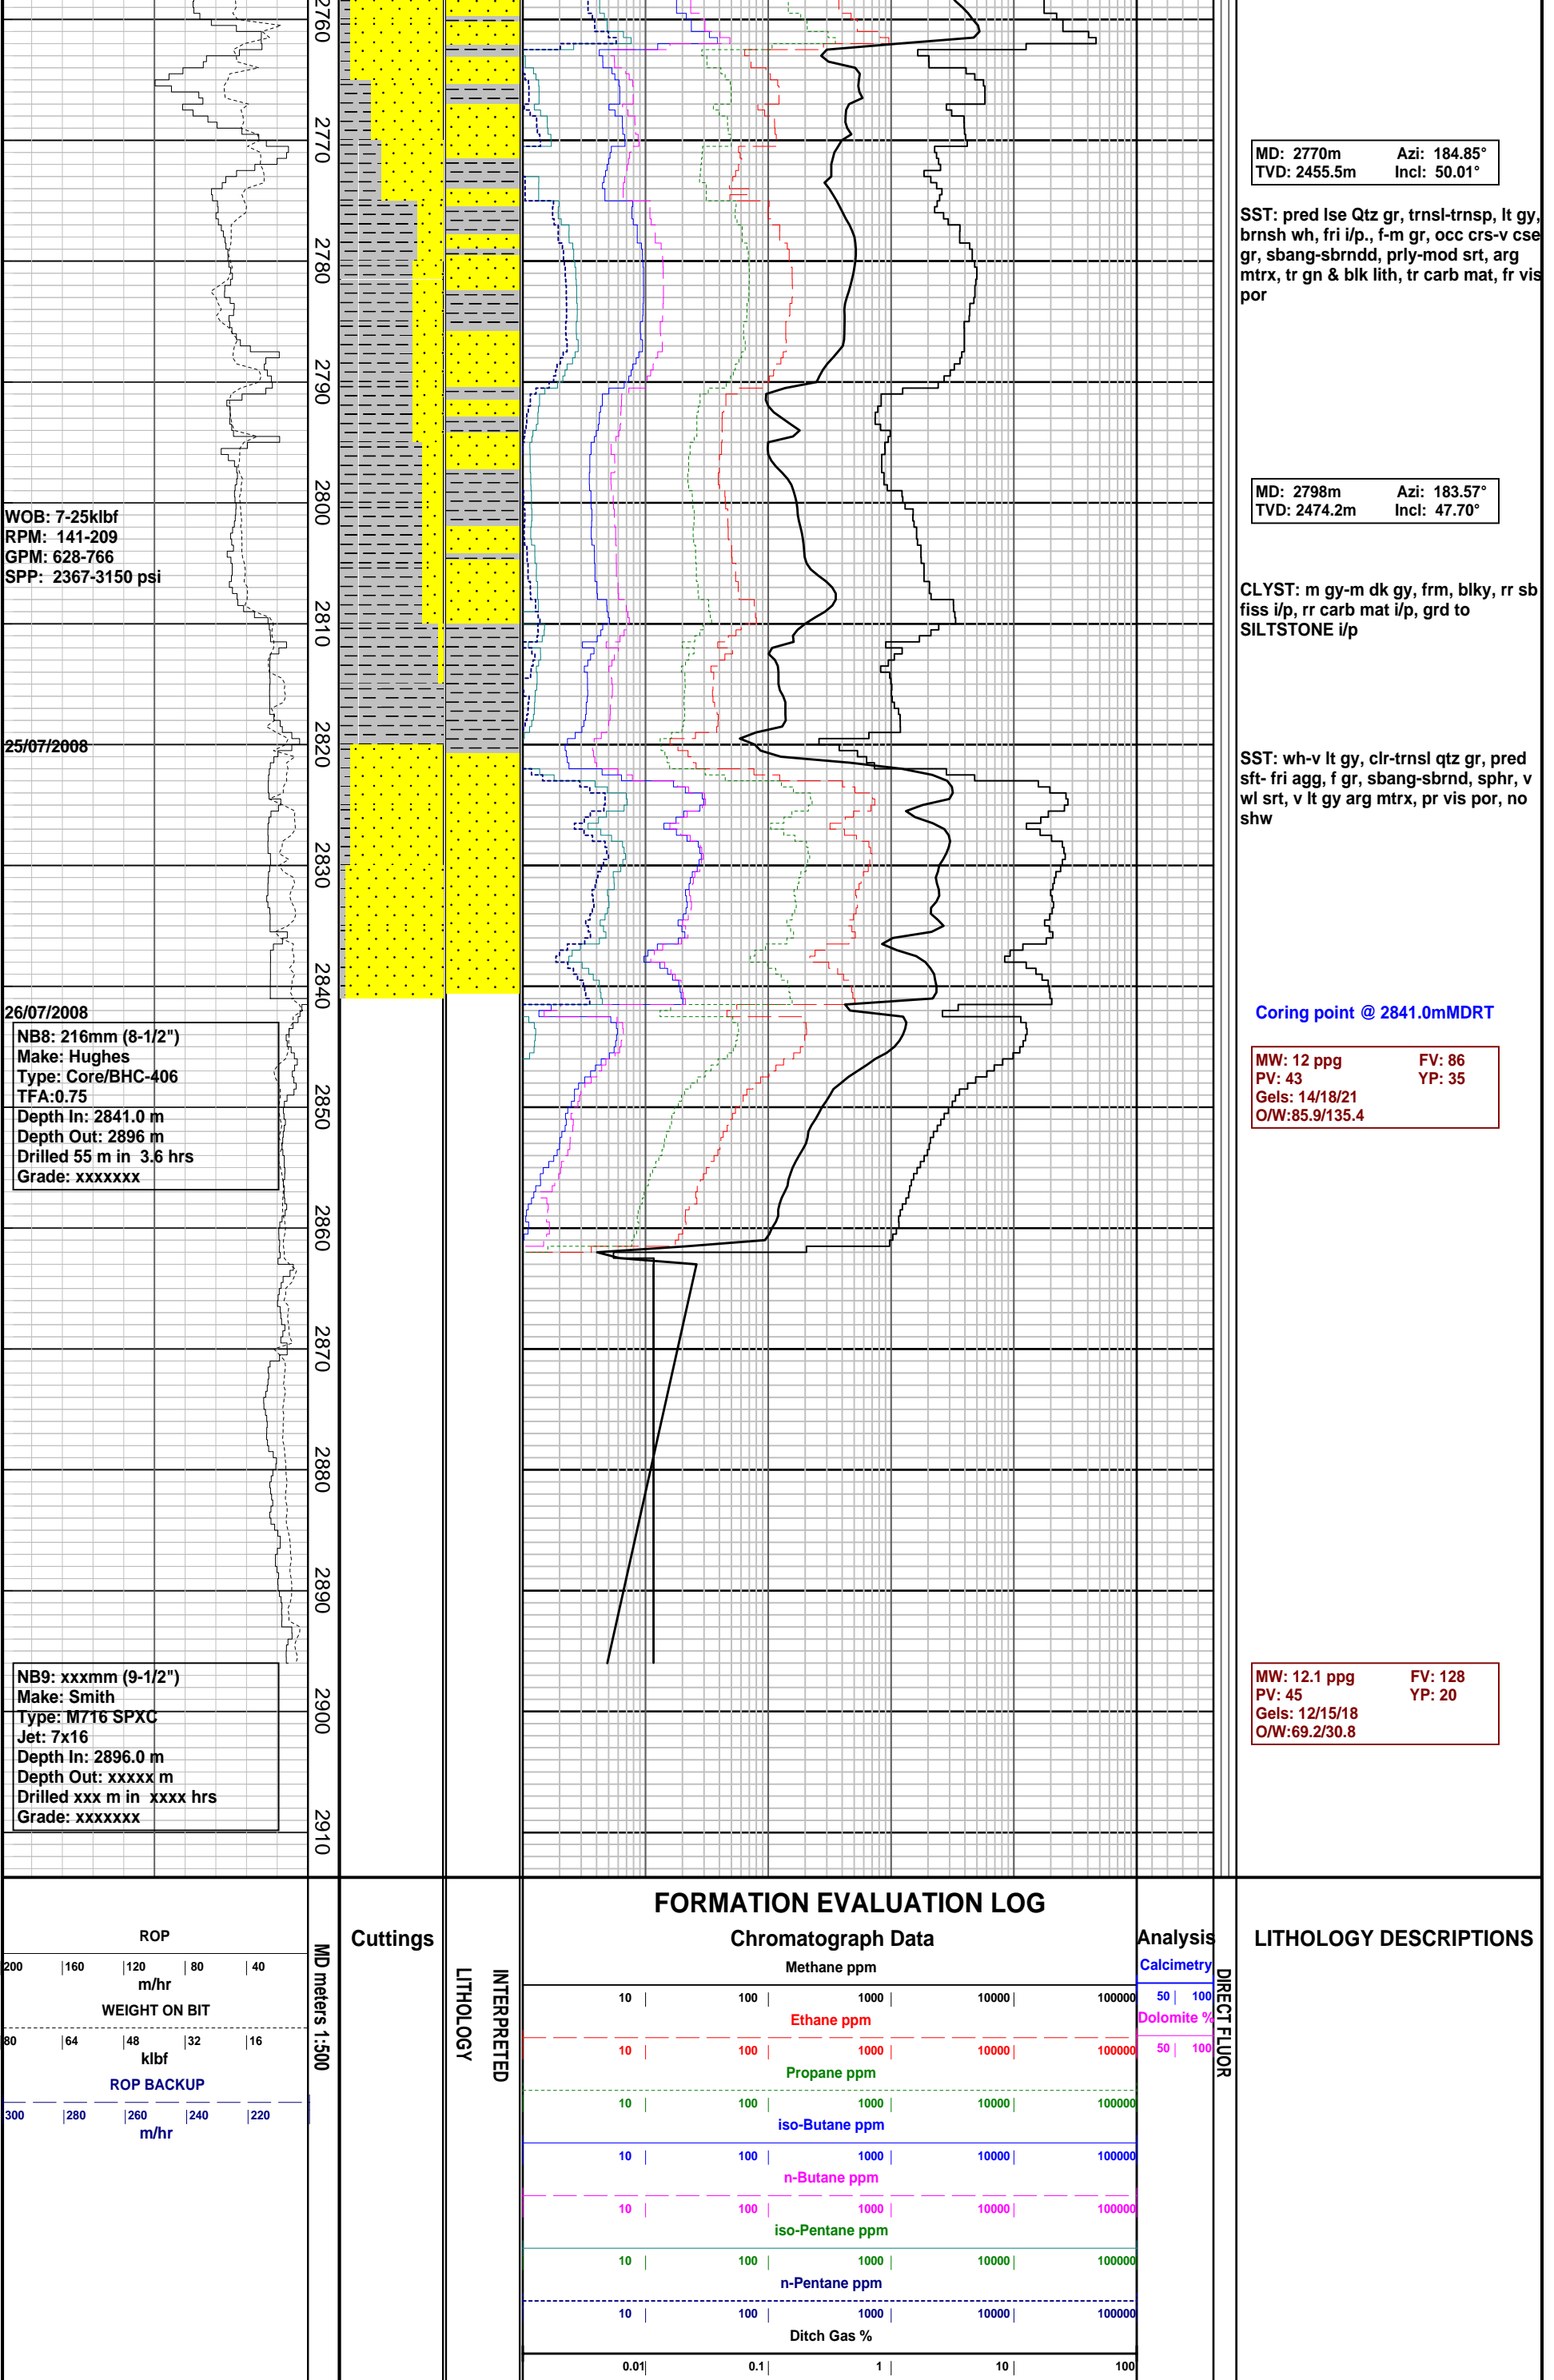 2760
2770
2780
2790
2800
2810
2820
2830
2840
2850
2860
2870
2880
2890
2900
2910
WOB: 7-25klbf
RPM: 141-209
GPM: 628-766
SPP: 2367-3150 psi
25/07/2008
26/07/2008
NB8: 216mm (8-1/2")
Make: Hughes
Type: Core/BHC-406
TFA:0.75
Depth In: 2841.0 m
Depth Out: 2896 m
Drilled 55 m in 3.6 hrs
Grade: xxxxxxx
NB9: xxxmm (9-1/2")
Make: Smith
Type: M716 SPXC
Jet: 7x16
Depth In: 2896.0 m
Depth Out: xxxxx m
Drilled xxx m in xxxx hrs
Grade: xxxxxxx
MD: 2770m Azi: 184.85°
TVD: 2455.5m Incl: 50.01°
SST: pred lse Qtz gr, trnsl-trnsp, lt gy,
brnsh wh, fri i/p., f-m gr, occ crs-v cse
gr, sbang-sbrndd, prly-mod srt, arg
mtrx, tr gn & blk lith, tr carb mat, fr vis
por
MD: 2798m Azi: 183.57°
TVD: 2474.2m Incl: 47.70°
CLYST: m gy-m dk gy, frm, blky, rr sb
fiss i/p, rr carb mat i/p, grd to
SILTSTONE i/p
SST: wh-v lt gy, clr-trnsl qtz gr, pred
sft- fri agg, f gr, sbang-sbrnd, sphr, v
wl srt, v lt gy arg mtrx, pr vis por, no
shw
Coring point @ 2841.0mMDRT
MW: 12 ppg FV: 86
PV: 43 YP: 35
Gels: 14/18/21
O/W:85.9/135.4
MW: 12.1 ppg FV: 128
PV: 45 YP: 20
Gels: 12/15/18
O/W:69.2/30.8
ROP
200 160 120 80 40
m/hr
WEIGHT ON BIT
80 64 48 32 16
klbf
ROP BACKUP
300 280 260 240 220
m/hr
MD meters 1:500
Cuttings
INTERPRETED
LITHOLOGY
FORMATION EVALUATION LOG
Chromatograph Data
Methane ppm
10 100 1000 10000 100000
Ethane ppm
10 100 1000 10000 100000
Propane ppm
10 100 1000 10000 100000
iso-Butane ppm
10 100 1000 10000 100000
n-Butane ppm
10 100 1000 10000 100000
iso-Pentane ppm
10 100 1000 10000 100000
n-Pentane ppm
10 100 1000 10000 100000
Ditch Gas %
0.01 0.1 1 10 100
Analysis
Calcimetry
50 100
Dolomite %
50 100
DIRECT FLUOR
LITHOLOGY DESCRIPTIONS